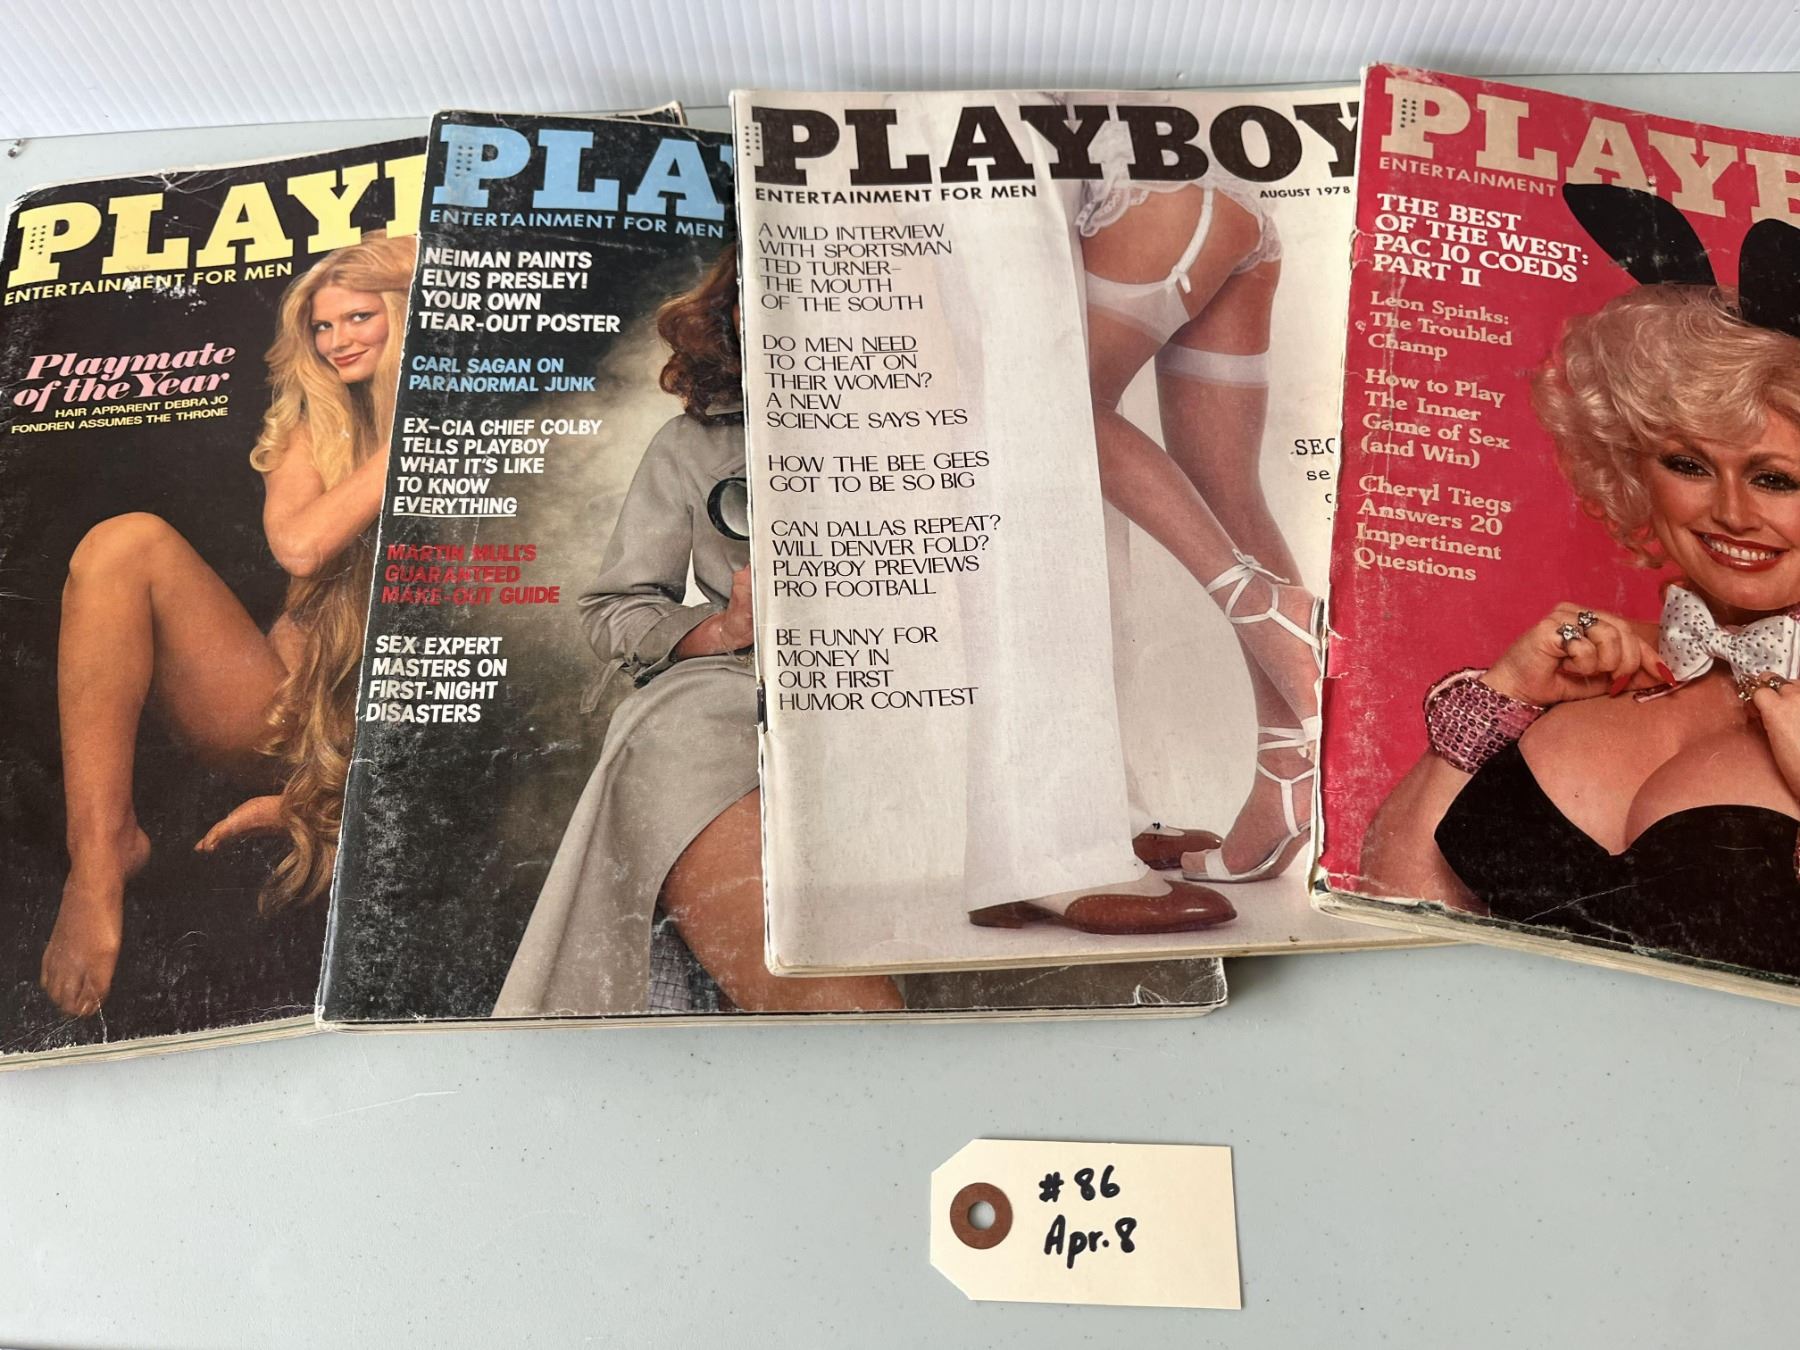 PLAY
ENTERTAINMENT FOR MEN
Playmate
of the Year
HAIR APPARENT DEBRA JO
FONDREN ASSUMES THE THRONE
PLA
ENTERTAINMENT FOR MEN
NEIMAN PAINTS
ELVIS PRESLEY!
YOUR OWN
TEAR-OUT POSTER
CARL SAGAN ON
PARANORMAL JUNK
EX-CIA CHIEF COLBY
TELLS PLAYBOY
WHAT IT'S LIKE
TO KNOW
EVERYTHING
MARTIN MULL'S
GUARANTEED
MAKE-OUT GUIDE
SEX EXPERT
MASTERS ON
FIRST-NIGHT
DISASTERS
PLAYBOY
ENTERTAINMENT FOR MEN
AUGUST 1978
A WILD INTERVIEW
WITH SPORTSMAN
TED TURNER–
THE MOUTH
OF THE SOUTH
DO MEN NEED
TO CHEAT ON
THEIR WOMEN?
A NEW
SCIENCE SAYS YES
HOW THE BEE GEES
GOT TO BE SO BIG
CAN DALLAS REPEAT?
WILL DENVER FOLD?
PLAYBOY PREVIEWS
PRO FOOTBALL
BE FUNNY FOR
MONEY IN
OUR FIRST
HUMOR CONTEST
SEC
se
PLAYB
ENTERTAINMENT
THE BEST
OF THE WEST:
PAC 10 COEDS
PART II
Leon Spinks:
The Troubled
Champ
How to Play
The Inner
Game of Sex
(and Win)
Cheryl Tiegs
Answers 20
Impertinent
Questions
#86
Apr. 8